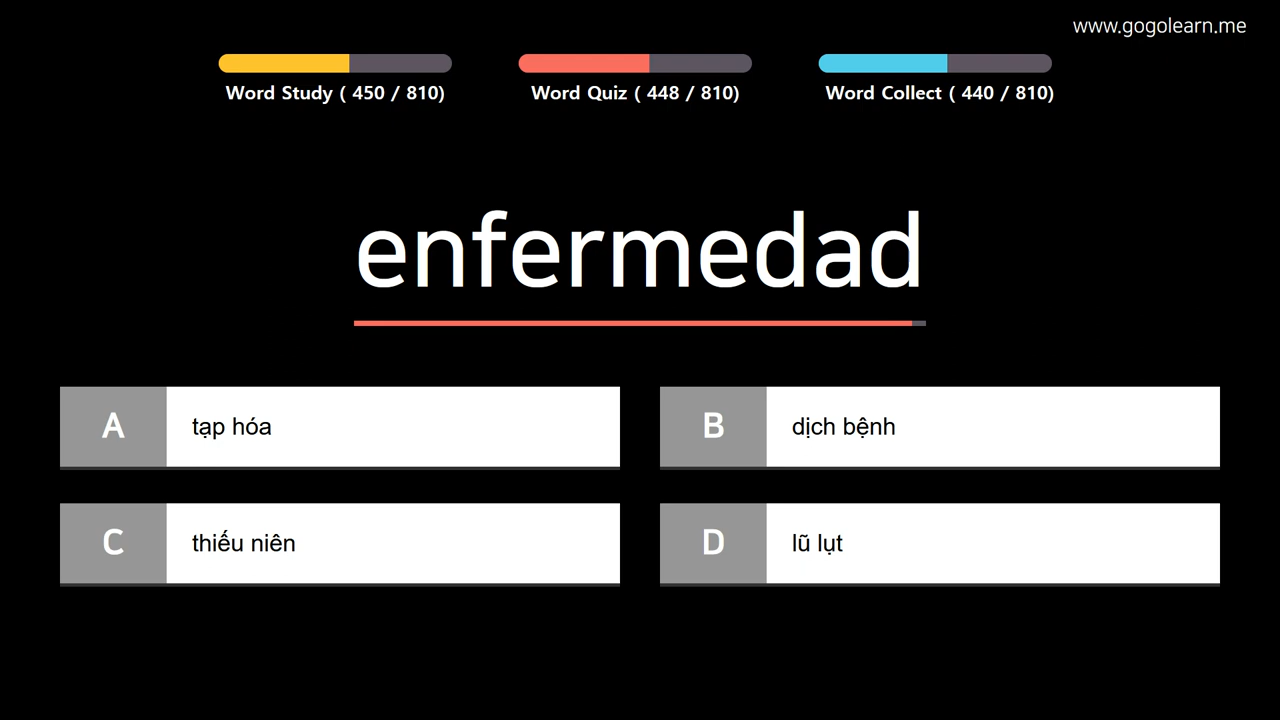 www.gogolearn.me
Word Study ( 450 / 810)
Word Quiz ( 448 / 810)
Word Collect ( 440 / 810)
enfermedad
A tạp hóa
B dịch bệnh
C thiếu niên
D lũ lụt